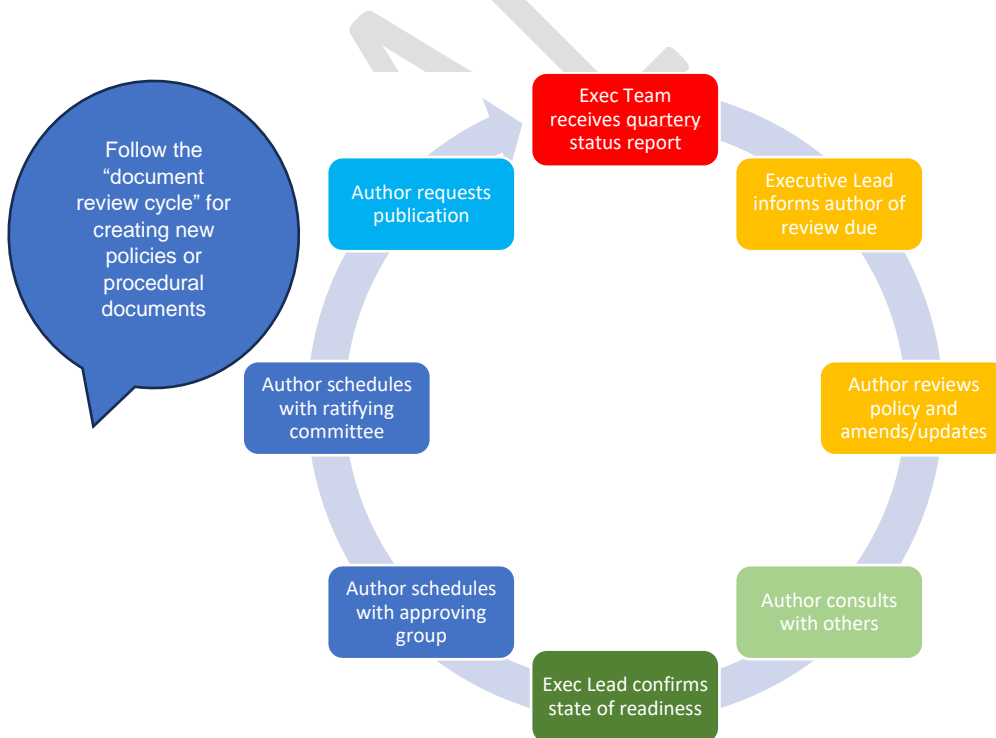 Follow the
“document
review cycle” for
creating new
policies or
procedural
documents
Exec Team
receives quartery
status report
Executive Lead
informs author of
review due
Author reviews
policy and
amends/updates
Author consults
with others
Exec Lead confirms
state of readiness
Author schedules
with approving
group
Author schedules
with ratifying
committee
Author requests
publication